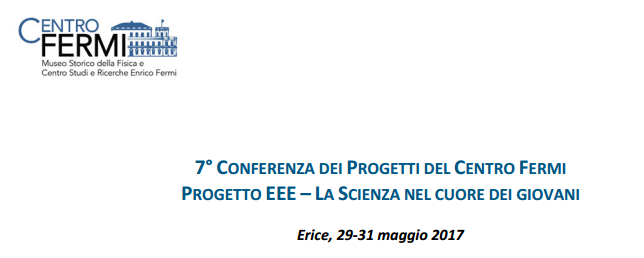 CENTRO
FERMI
Museo Storico della Fisica e
Centro Studi e Ricerche Enrico Fermi
7° CONFERENZA DEI PROGETTI DEL CENTRO FERMI
PROGETTO EEE – LA SCIENZA NEL CUORE DEI GIOVANI
Erice, 29-31 maggio 2017